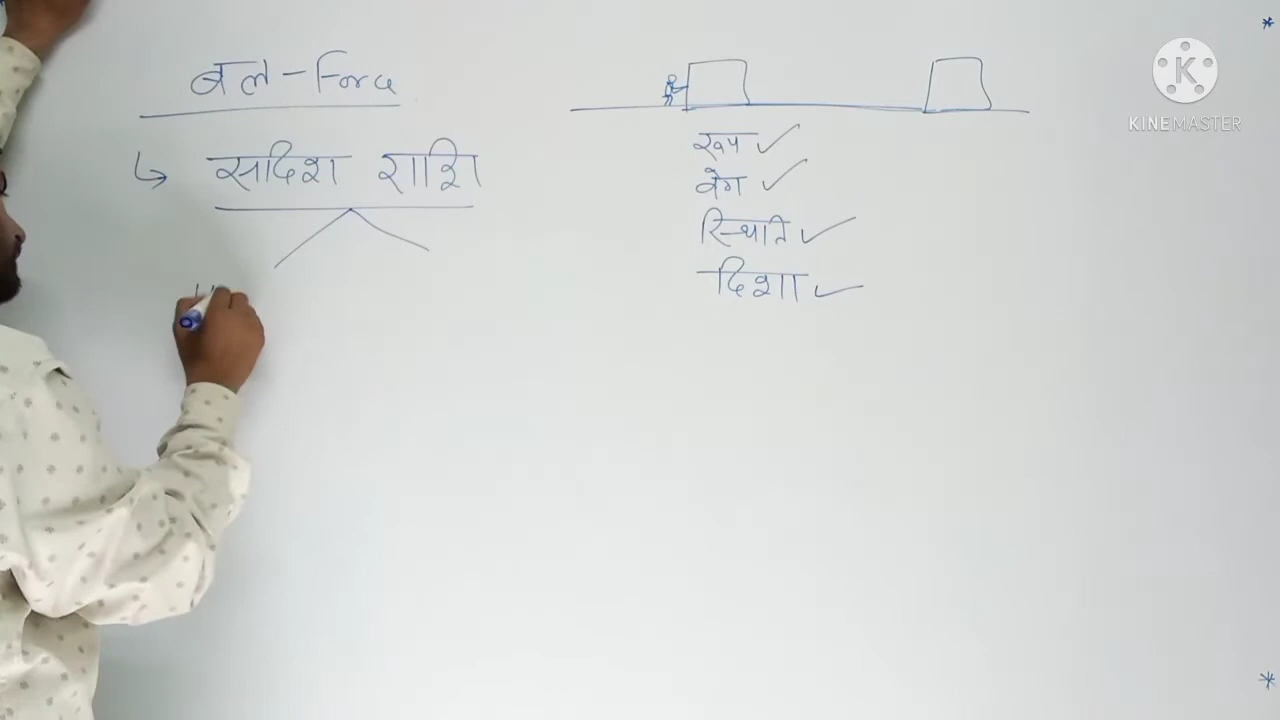 बल - Force
सदिश राशि
रूप
वेग
स्थिति
दिशा
KINEMASTER